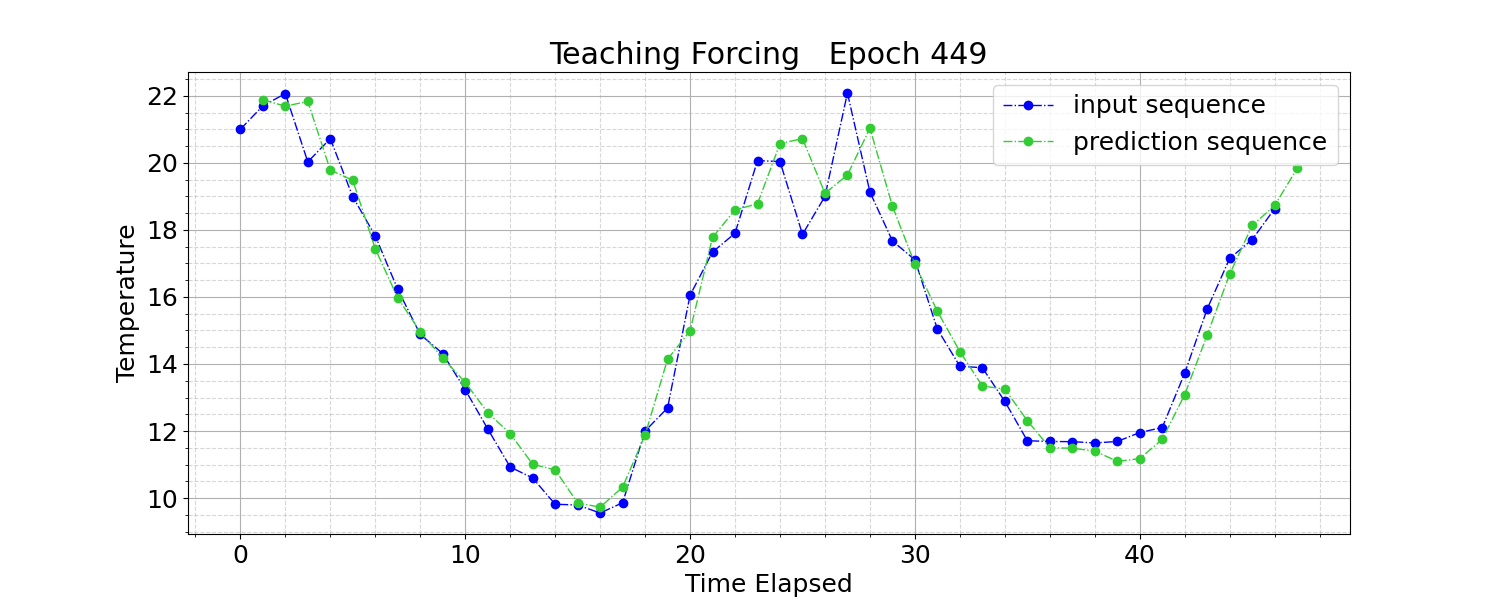 Teaching Forcing   Epoch 449
input sequence
prediction sequence
Temperature
22
20
18
16
14
12
10
0 10 20 30 40
Time Elapsed